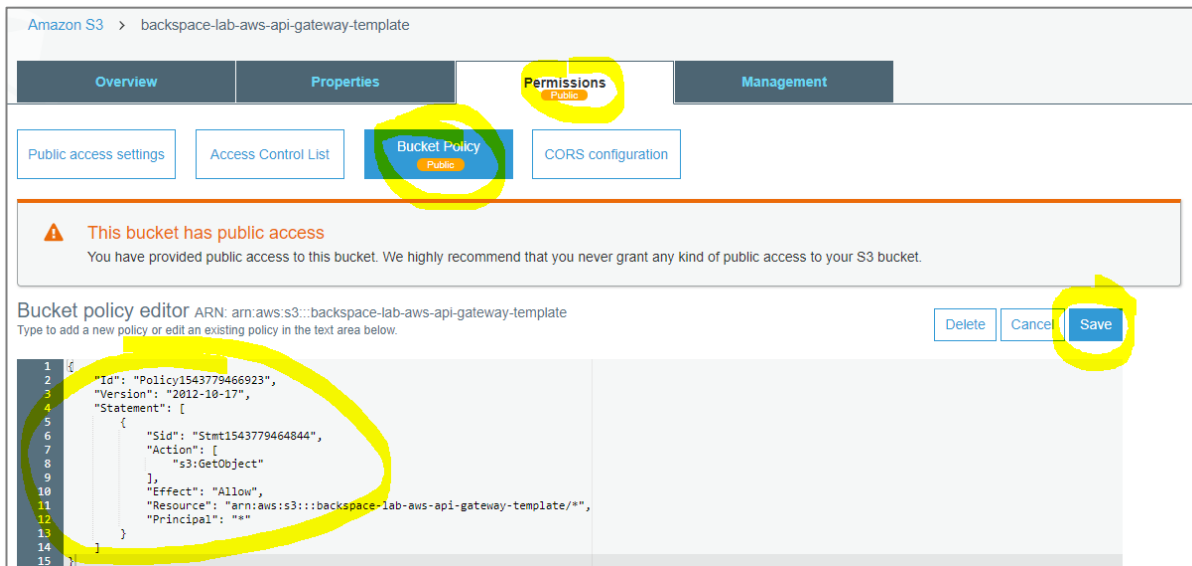 Amazon S3 > backspace-lab-aws-api-gateway-template
Overview Properties Permissions Management
Public
Public access settings Access Control List Bucket Policy CORS configuration
Public
This bucket has public access
You have provided public access to this bucket. We highly recommend that you never grant any kind of public access to your S3 bucket.
Bucket policy editor ARN: arn:aws:s3:::backspace-lab-aws-api-gateway-template
Type to add a new policy or edit an existing policy in the text area below.
Delete Cancel Save
1 {
2 "Id": "Policy1543779466923",
3 "Version": "2012-10-17",
4 "Statement": [
5 {
6 "Sid": "Stmt1543779464844",
7 "Action": [
8 "s3:GetObject"
9 ],
10 "Effect": "Allow",
11 "Resource": "arn:aws:s3:::backspace-lab-aws-api-gateway-template/*",
12 "Principal": "*"
13 }
14 ]
15 }